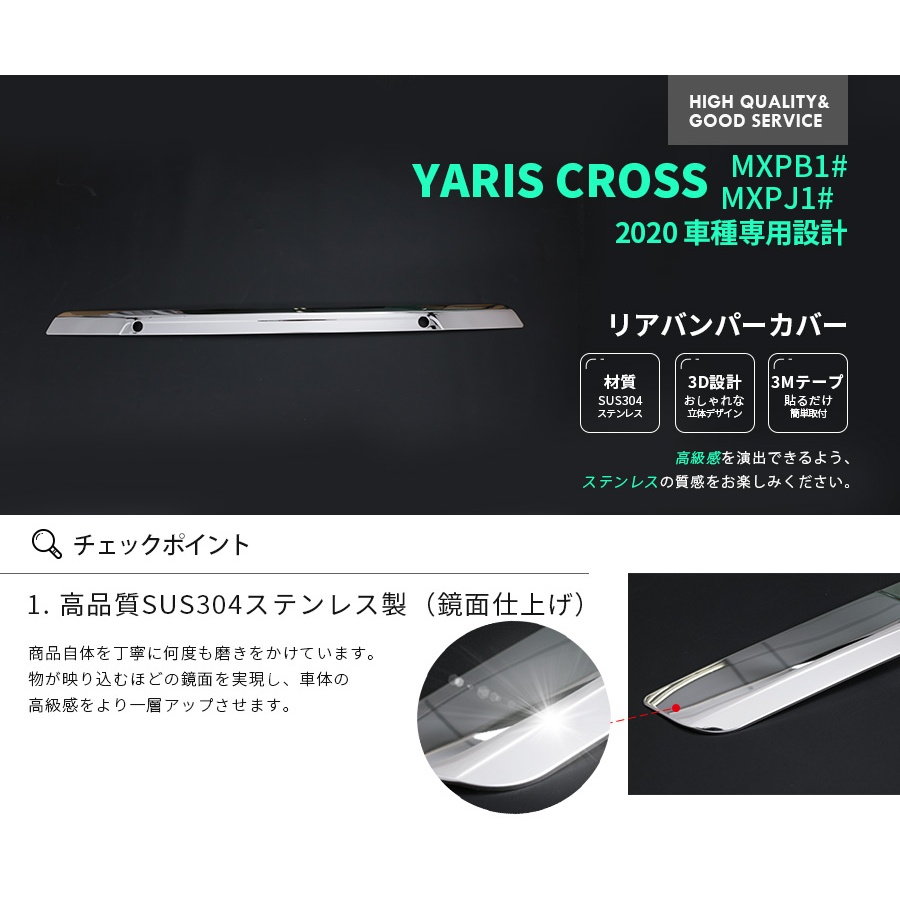 HIGH QUALITY&
GOOD SERVICE
YARIS CROSS
MXPB1#
MXPJ1#
2020 車種専用設計
リアバンパーカバー
材質
SUS304
ステンレス
3D設計
おしゃれな
立体デザイン
3Mテープ
貼るだけ
簡単取付
高級感を演出できるよう、
ステンレスの質感をお楽しみください。
チェックポイント
1. 高品質SUS304ステンレス製（鏡面仕上げ）
商品自体を丁寧に何度も磨きをかけています。
物が映り込むほどの鏡面を実現し、車体の
高級感をより一層アップさせます。